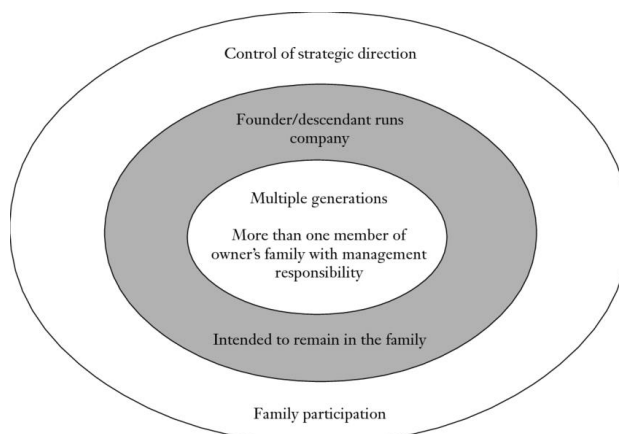 Control of strategic direction
Founder/descendant runs
company
Multiple generations
More than one member of
owner's family with management
responsibility
Intended to remain in the family
Family participation